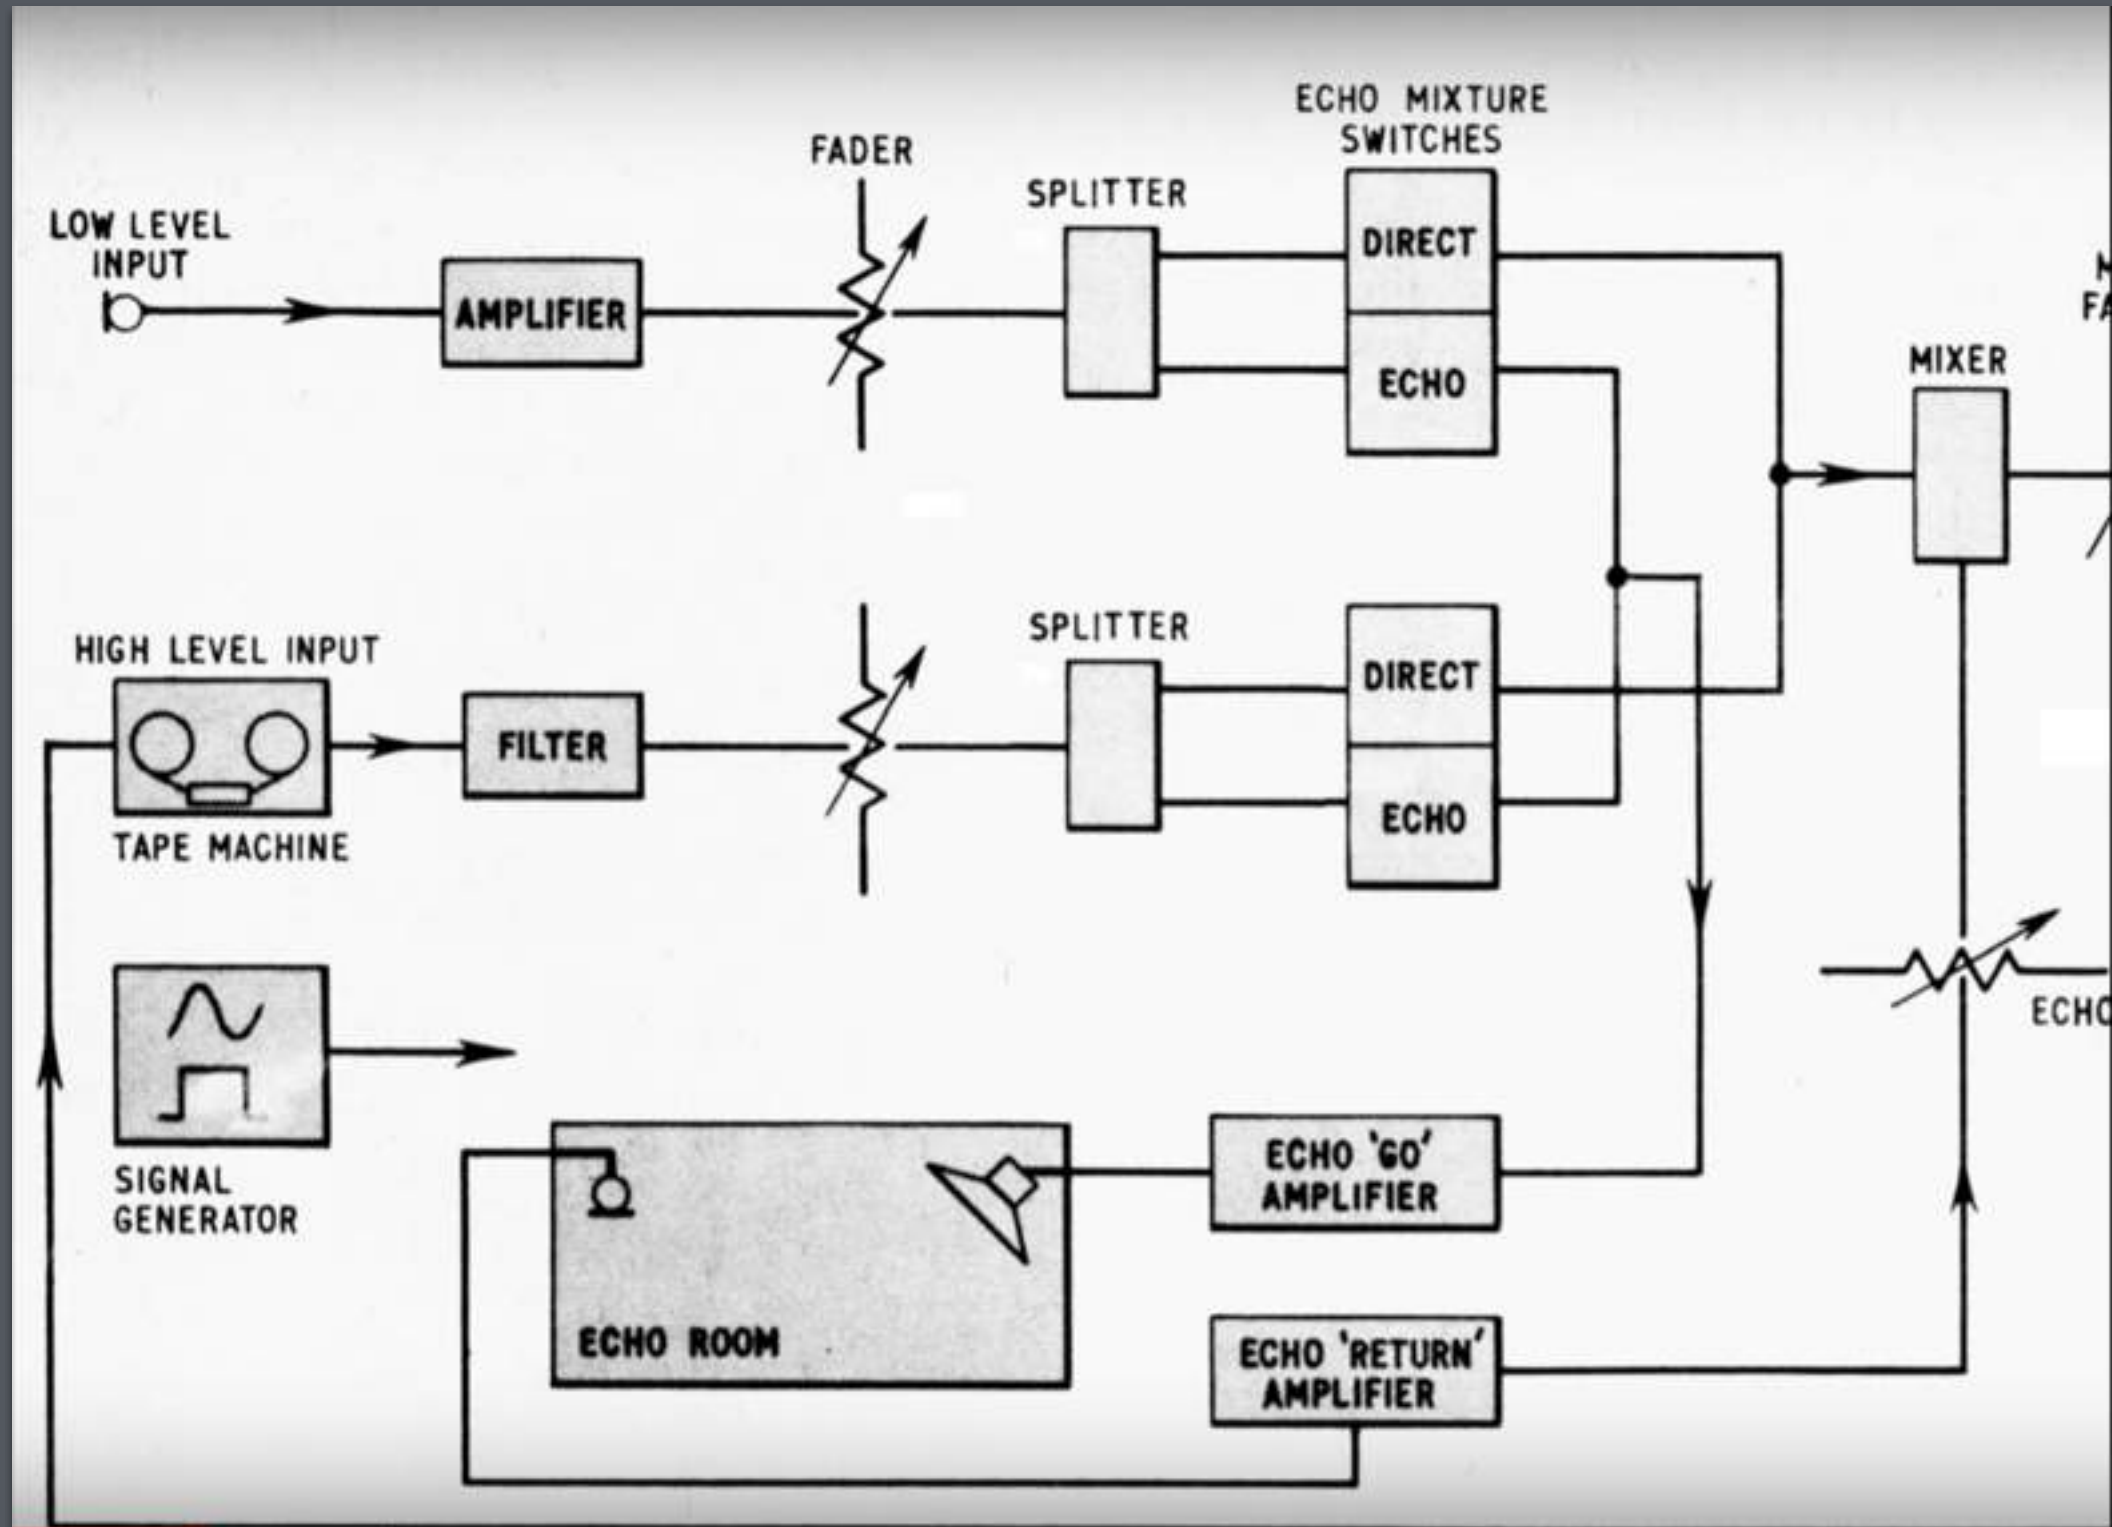 ECHO MIXTURE
SWITCHES
FADER
SPLITTER
LOW LEVEL
INPUT
DIRECT
AMPLIFIER
MIXER
ECHO
HIGH LEVEL INPUT
SPLITTER
DIRECT
FILTER
ECHO
TAPE MACHINE
ECHO
SIGNAL
GENERATOR
ECHO 'GO'
AMPLIFIER
ECHO ROOM
ECHO 'RETURN'
AMPLIFIER